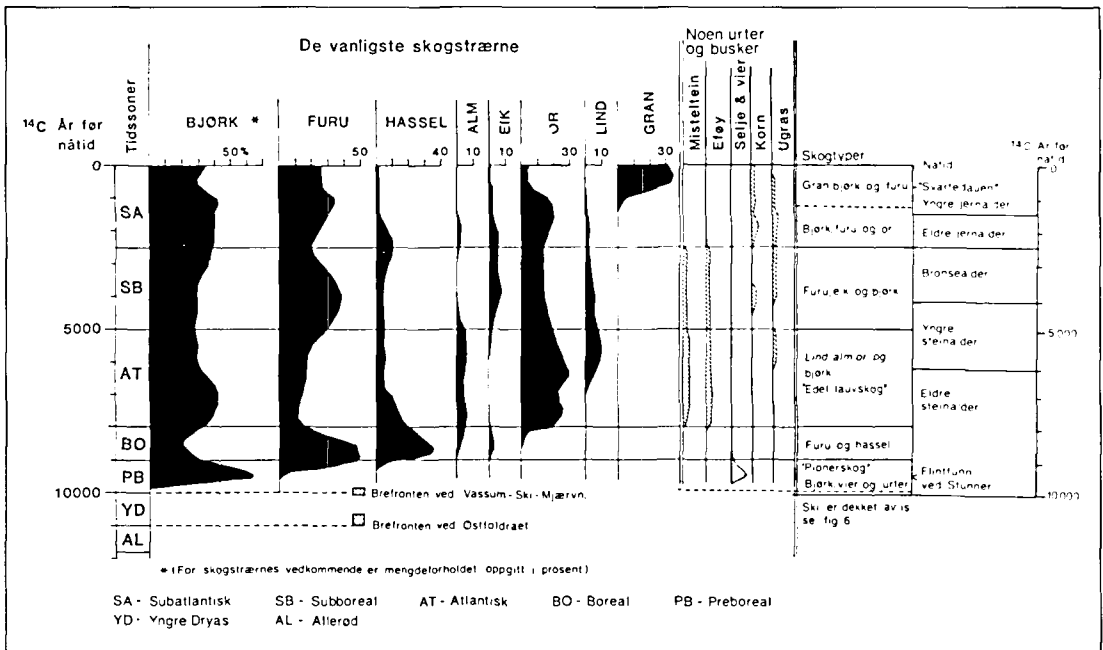 De vanligste skogstrærne
Noen urter
og busker
14C År før
nåtid
Tidssoner
BJØRK *
FURU
HASSEL
ALM
EIK
OR
LIND
GRAN
Misteltein
Eføy
Selje & vier
Korn
Ugras
Skogtyper
14C År før
nåtid
50%
50
40
10
10
30
10
30
0
SA
SB
5000
AT
BO
PB
10000
YD
AL
Gran bjørk og furu
Bjørk furu og or
Furu, eik og bjørk
Lind alm or og
bjørk
"Edel lauvskog"
Furu og hassel
"Pionerskog"
Bjørk, vier og urter
Ski er dekket av is
se fig 6
Nåtid
"Svartedauen"
Yngre jernalder
Eldre jernalder
Bronsealder
Yngre
steinalder
Eldre
steinalder
Flintfunn
ved Stunner
0
5.000
10.000
Brefronten ved Vassum - Ski - Mjærvn.
Brefronten ved Østfoldraet
* (For skogstrærnes vedkommende er mengdeforholdet oppgitt i prosent)
SA - Subatlantisk SB - Subboreal AT - Atlantisk BO - Boreal PB - Preboreal
YD - Yngre Dryas AL - Allerød